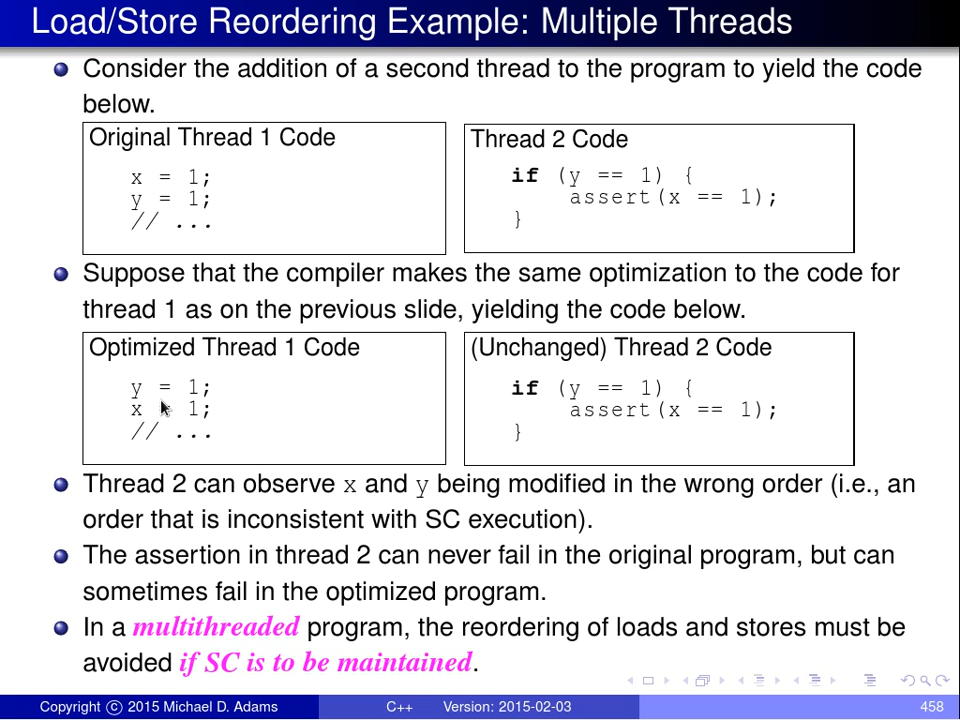 Load/Store Reordering Example: Multiple Threads
Consider the addition of a second thread to the program to yield the code
below.
Original Thread 1 Code
x = 1;
y = 1;
// ...
Thread 2 Code
if (y == 1) {
assert(x == 1);
}
Suppose that the compiler makes the same optimization to the code for
thread 1 as on the previous slide, yielding the code below.
Optimized Thread 1 Code
y = 1;
x = 1;
// ...
(Unchanged) Thread 2 Code
if (y == 1) {
assert(x == 1);
}
Thread 2 can observe x and y being modified in the wrong order (i.e., an
order that is inconsistent with SC execution).
The assertion in thread 2 can never fail in the original program, but can
sometimes fail in the optimized program.
In a multithreaded program, the reordering of loads and stores must be
avoided if SC is to be maintained.
Copyright © 2015 Michael D. Adams C++ Version: 2015-02-03 458